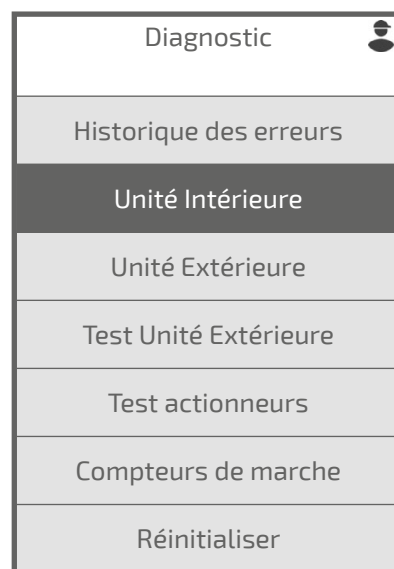 Diagnostic
Historique des erreurs
Unité Intérieure
Unité Extérieure
Test Unité Extérieure
Test actionneurs
Compteurs de marche
Réinitialiser